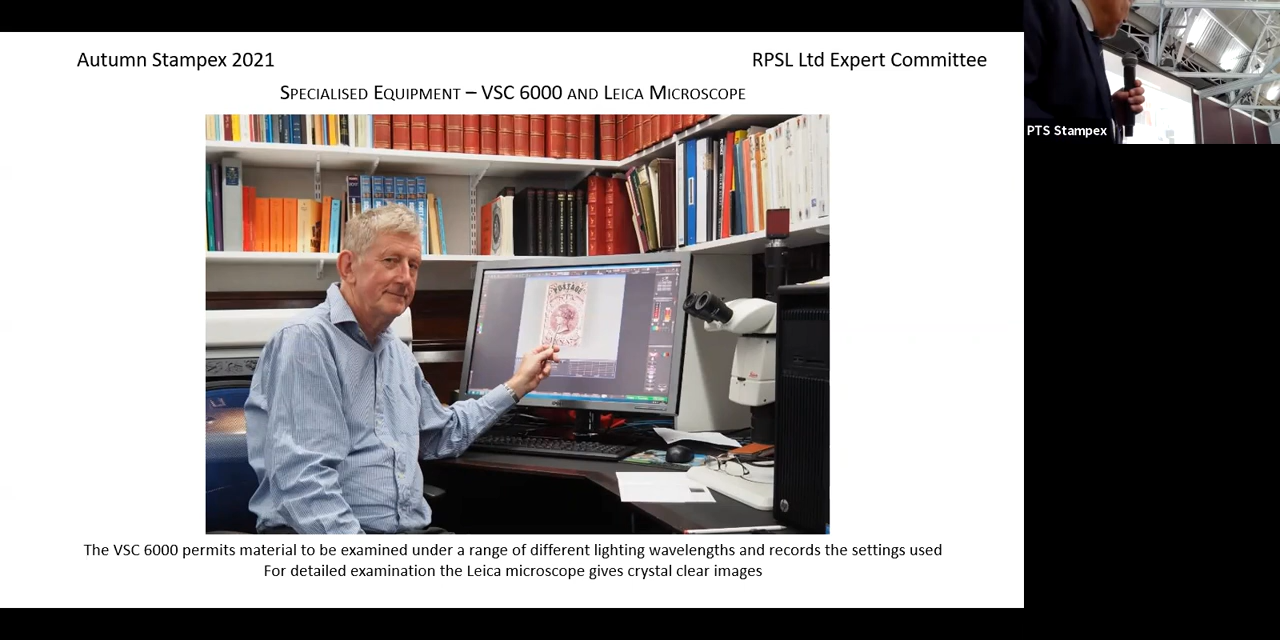 Autumn Stampex 2021
RPSL Ltd Expert Committee
SPECIALISED EQUIPMENT – VSC 6000 AND LEICA MICROSCOPE
PTS Stampex
POSTAGE
The VSC 6000 permits material to be examined under a range of different lighting wavelengths and records the settings used
For detailed examination the Leica microscope gives crystal clear images